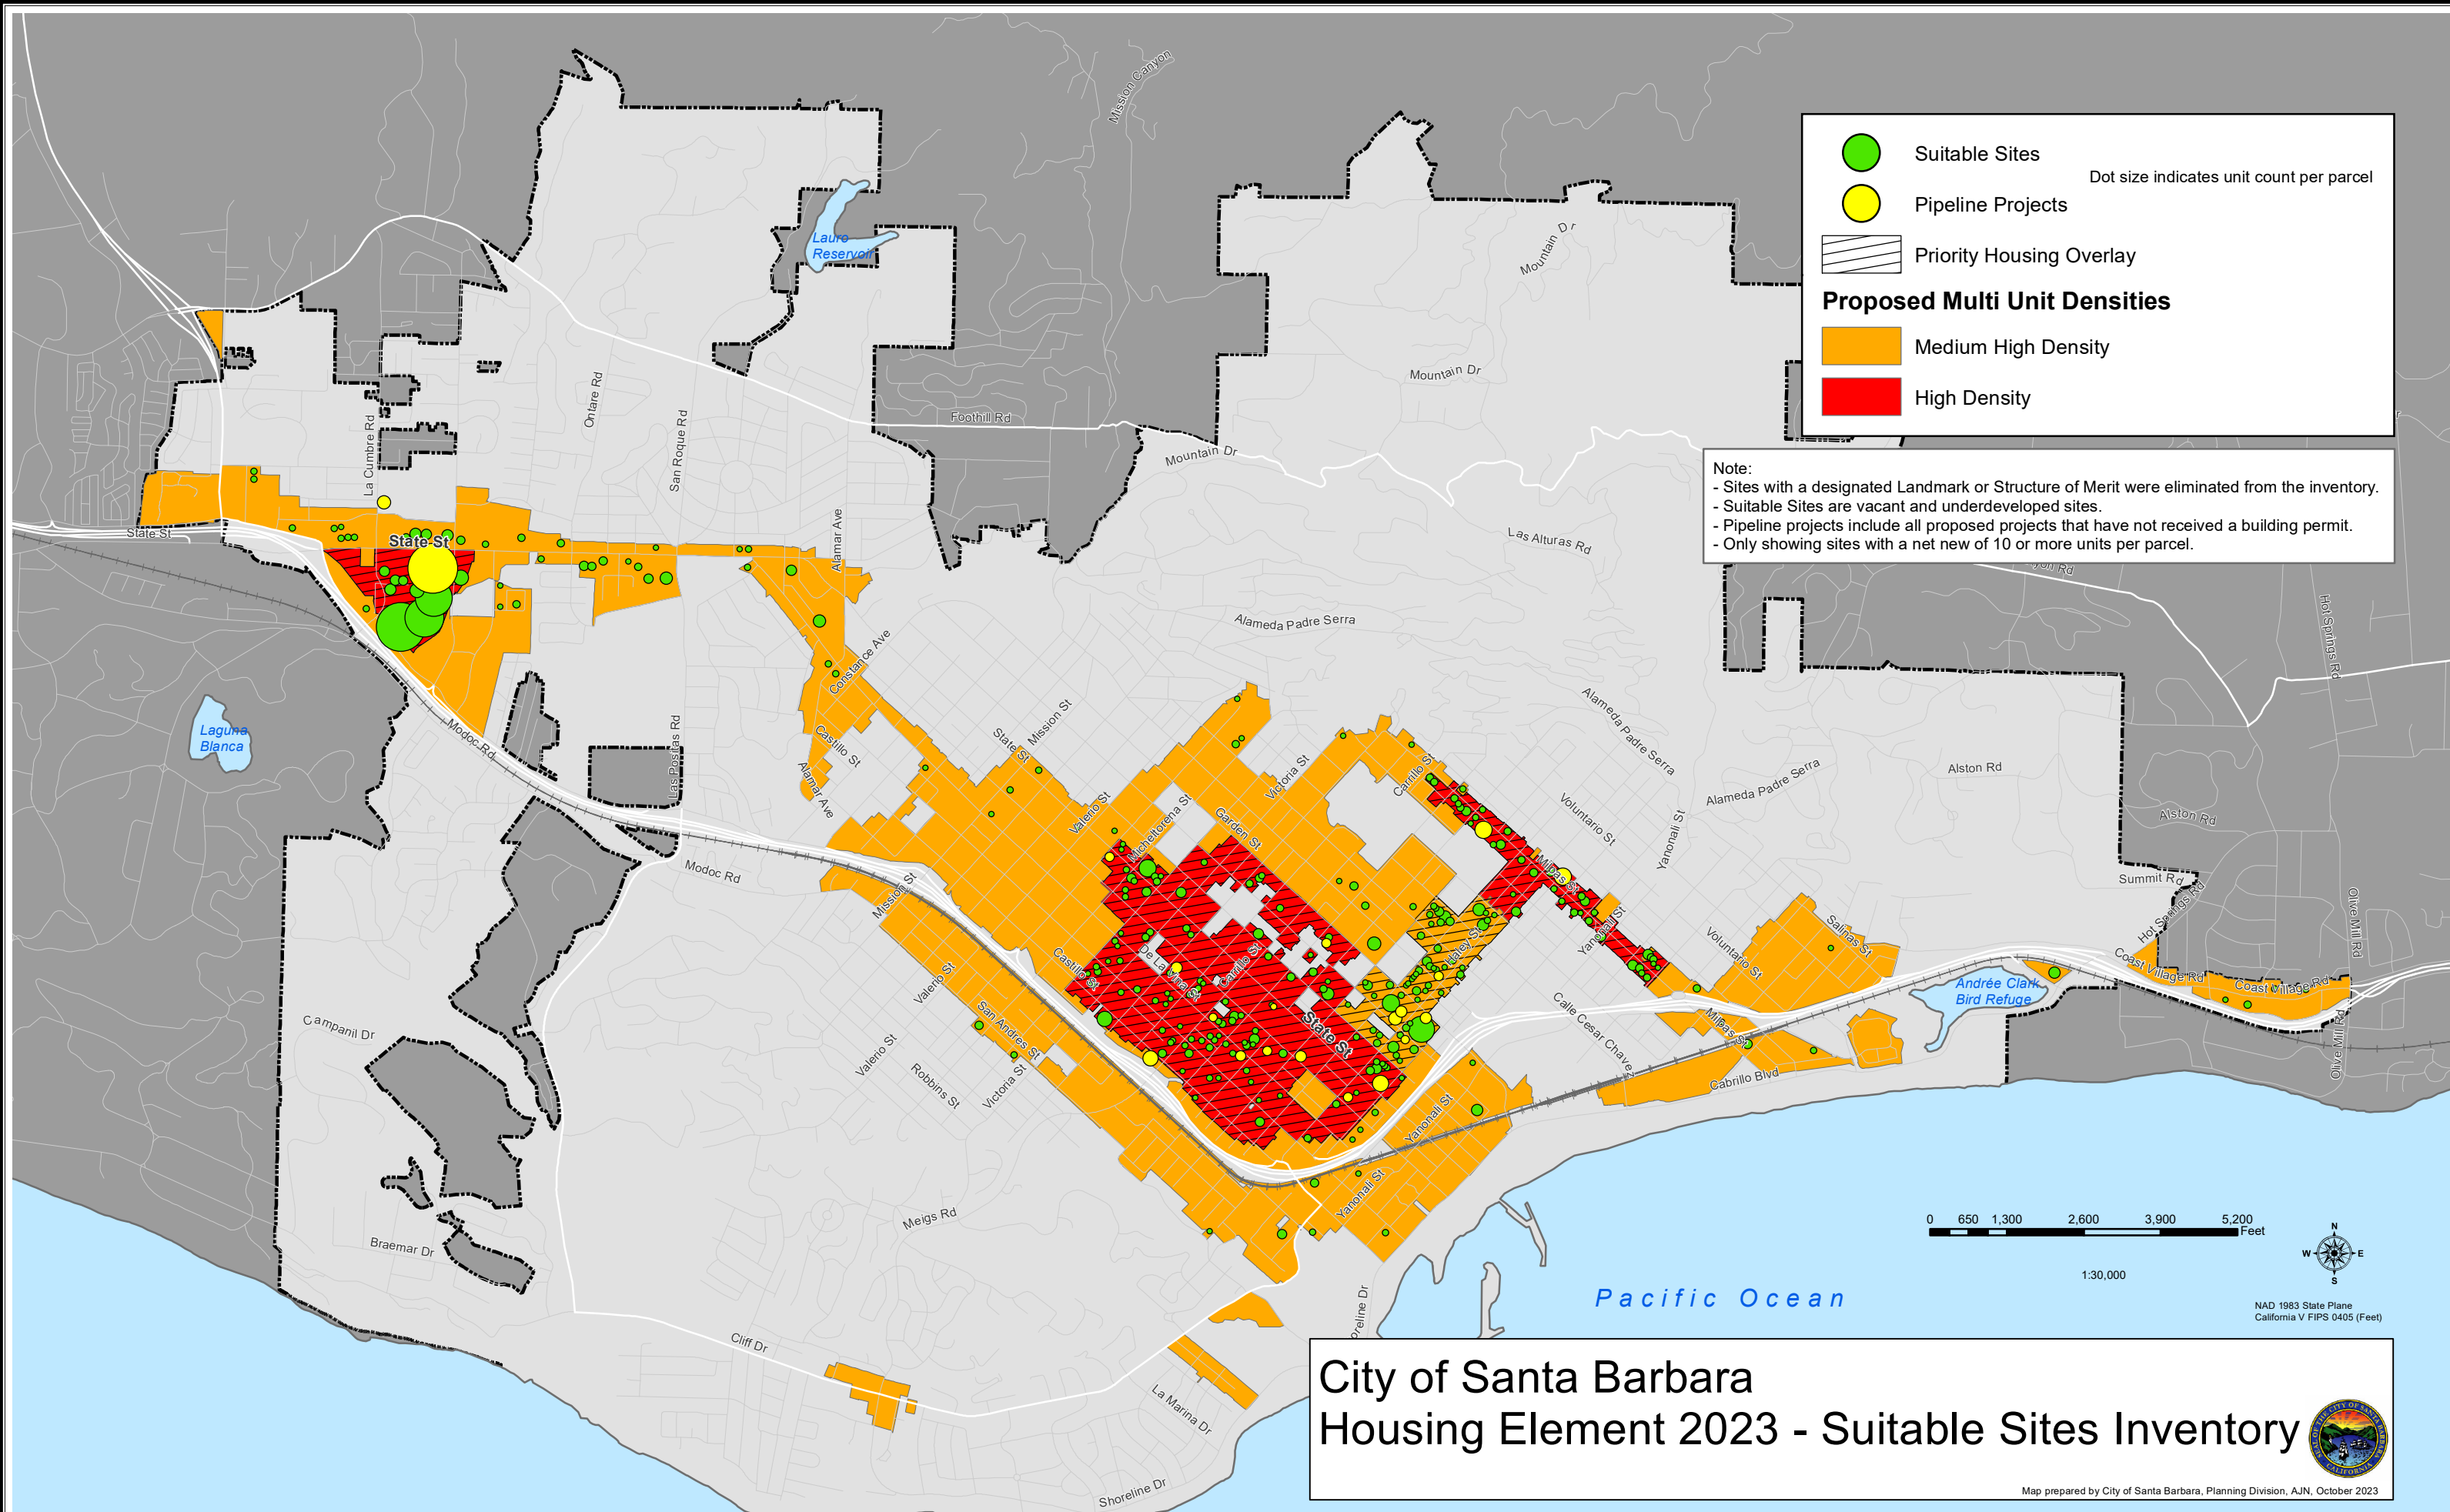 Mission Canyon
Suitable Sites
Dot size indicates unit count per parcel
Pipeline Projects
Priority Housing Overlay
Proposed Multi Unit Densities
Medium High Density
High Density
Lauro
Reservoir
Mountain Dr
Mountain Dr
Ontare Rd
San Roque Rd
La Cumbre Rd
Foothill Rd
Mountain Dr
Note:
- Sites with a designated Landmark or Structure of Merit were eliminated from the inventory.
- Suitable Sites are vacant and underdeveloped sites.
- Pipeline projects include all proposed projects that have not received a building permit.
- Only showing sites with a net new of 10 or more units per parcel.
Las Alturas Rd
State St
State St
Alamar Ave
Alameda Padre Serra
Hot Springs Rd
Constance Ave
Laguna
Blanca
Modoc Rd
Las Positas Rd
Castillo St
Alamar Ave
State St
Mission St
Victoria St
Carrillo St
Alameda Padre Serra
Alameda Padre Serra
Alston Rd
Alston Rd
Valerio St
Micheltorena St
Garden St
Voluntario St
Yanonali St
Modoc Rd
Mission St
Milpas St
Summit Rd
Hot Springs Rd
Olive Mill Rd
Castillo St
De La Vina St
Carrillo St
Haley St
Yanonali St
Voluntario St
Salinas St
Coast Village Rd
Coast Village Rd
Andrée Clark
Bird Refuge
Valerio St
San Andres St
State St
Calle Cesar Chavez
Milpas St
Campanil Dr
Valerio St
Robbins St
Victoria St
Cabrillo Blvd
Olive Mill Rd
Yanonali St
Yanonali St
Meigs Rd
Braemar Dr
0 650 1,300 2,600 3,900 5,200
Feet
1:30,000
N
W E
S
Pacific Ocean
NAD 1983 State Plane
California V FIPS 0405 (Feet)
Cliff Dr
La Marina Dr
Shoreline Dr
City of Santa Barbara
Housing Element 2023 - Suitable Sites Inventory
Map prepared by City of Santa Barbara, Planning Division, AJN, October 2023